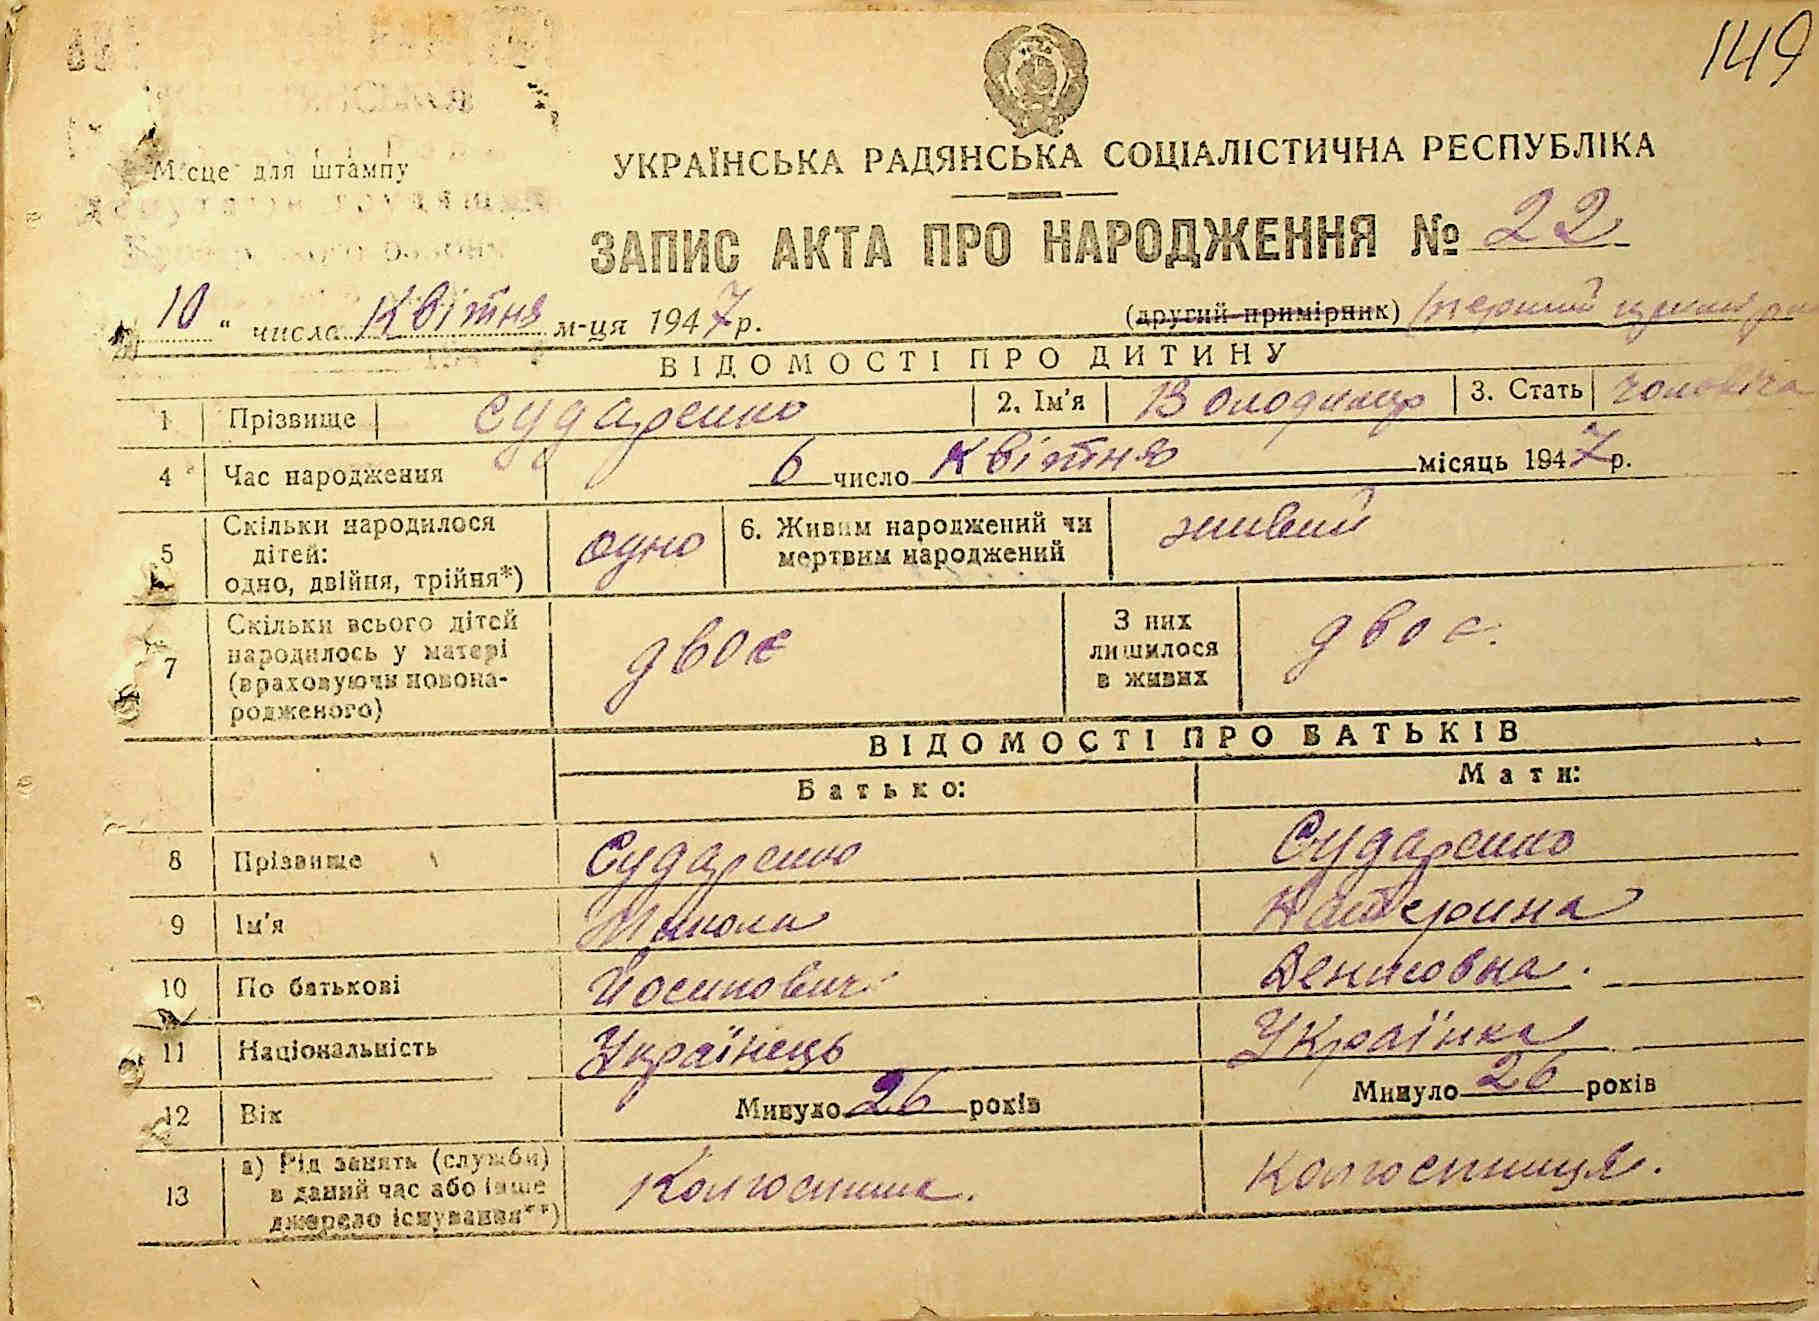 149
Місце для штампу
УКРАЇНСЬКА РАДЯНСЬКА СОЦІАЛІСТИЧНА РЕСПУБЛІКА
ЗАПИС АКТА ПРО НАРОДЖЕННЯ № 22
10 " числа Квітня м-ця 1947 р.
(другий примірник) (перший
ВІДОМОСТІ ПРО ДИТИНУ
1 Прізвище Сударенко 2. Ім'я Володимир 3. Стать чоловіча
4 Час народження 6 число Квітня місяць 1947 р.
5 Скільки народилося дітей: одно, двійня, трійня*) одно 6. Живим народжений чи мертвим народжений живий
7 Скільки всього дітей народилось у матері (враховуючи новонародженого) двоє З них лишилося в живих двоє.
ВІДОМОСТІ ПРО БАТЬКІВ
Батько: Мати:
8 Прізвище Сударенко Сударенко
9 Ім'я Микола Катерина
10 По батькові Йосипович Денисовна.
11 Національність Українець Українка
12 Вік Минуло 26 років Минуло 26 років
13 а) Рід занять (служби) в даний час або інше джерело існування**) Колгоспник. Колгоспниця.